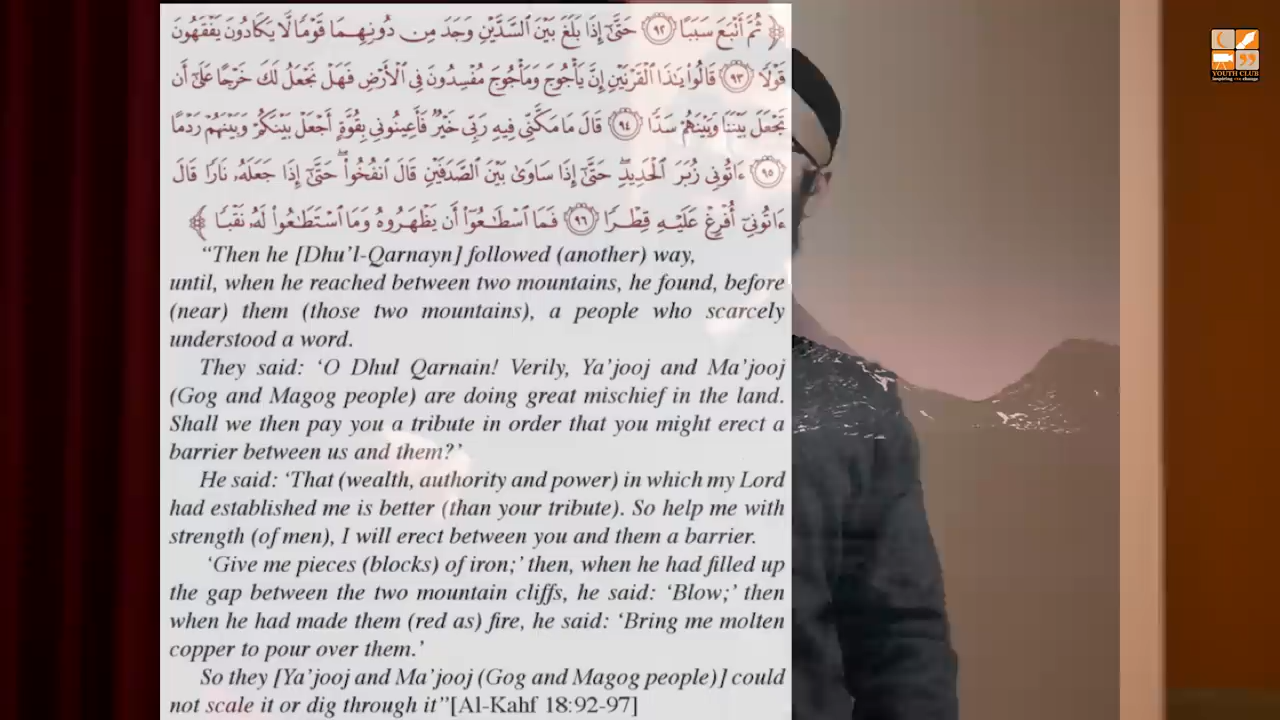 ﴿ ثُمَّ أَتْبَعَ سَبَبًا ٩٢ حَتَّىٰٓ إِذَا بَلَغَ بَيْنَ ٱلسَّدَّيْنِ وَجَدَ مِن دُونِهِمَا قَوْمًا لَّا يَكَادُونَ يَفْقَهُونَ
قَوْلًا ٩٣ قَالُوا۟ يَٰذَا ٱلْقَرْنَيْنِ إِنَّ يَأْجُوجَ وَمَأْجُوجَ مُفْسِدُونَ فِى ٱلْأَرْضِ فَهَلْ نَجْعَلُ لَكَ خَرْجًا عَلَىٰٓ أَن
تَجْعَلَ بَيْنَنَا وَبَيْنَهُمْ سَدًّا ٩٤ قَالَ مَا مَكَّنِّى فِيهِ رَبِّى خَيْرٌ فَأَعِينُونِى بِقُوَّةٍ أَجْعَلْ بَيْنَكُمْ وَبَيْنَهُمْ رَدْمًا
٩٥ ءَاتُونِى زُبَرَ ٱلْحَدِيدِ ۖ حَتَّىٰٓ إِذَا سَاوَىٰ بَيْنَ ٱلصَّدَفَيْنِ قَالَ ٱنفُخُوا۟ ۖ حَتَّىٰٓ إِذَا جَعَلَهُۥ نَارًا قَالَ
ءَاتُونِىٓ أُفْرِغْ عَلَيْهِ قِطْرًا ٩٦ فَمَا ٱسْطَٰعُوٓا۟ أَن يَظْهَرُوهُ وَمَا ٱسْتَطَٰعُوا۟ لَهُۥ نَقْبًا ﴾
“Then he [Dhu’l-Qarnayn] followed (another) way,
until, when he reached between two mountains, he found, before
(near) them (those two mountains), a people who scarcely
understood a word.
They said: ‘O Dhul Qarnain! Verily, Ya’jooj and Ma’jooj
(Gog and Magog people) are doing great mischief in the land.
Shall we then pay you a tribute in order that you might erect a
barrier between us and them?’
He said: ‘That (wealth, authority and power) in which my Lord
had established me is better (than your tribute). So help me with
strength (of men), I will erect between you and them a barrier.
‘Give me pieces (blocks) of iron;’ then, when he had filled up
the gap between the two mountain cliffs, he said: ‘Blow;’ then
when he had made them (red as) fire, he said: ‘Bring me molten
copper to pour over them.’
So they [Ya’jooj and Ma’jooj (Gog and Magog people)] could
not scale it or dig through it”[Al-Kahf 18:92-97]
YOUTH CLUB